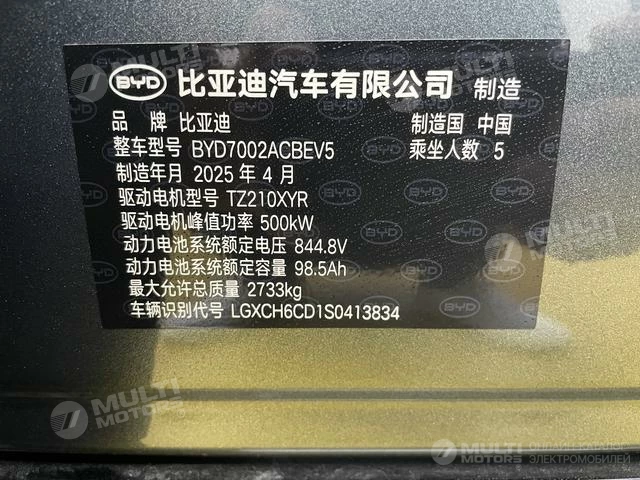 BYD 比亚迪汽车有限公司 制造
品 牌 比亚迪 制造国 中国
整车型号 BYD7002ACBEV5 乘坐人数 5
制造年月 2025 年 4 月
驱动电机型号 TZ210XYR
驱动电机峰值功率 500kW
动力电池系统额定电压 844.8V
动力电池系统额定容量 98.5Ah
最大允许总质量 2733kg
车辆识别代号 LGXCH6CD1S0413834
MULTI MOTORS
MULTI MOTORS
MULTI MOTORS
ЭЛЕКТРОМОБИЛЕЙ